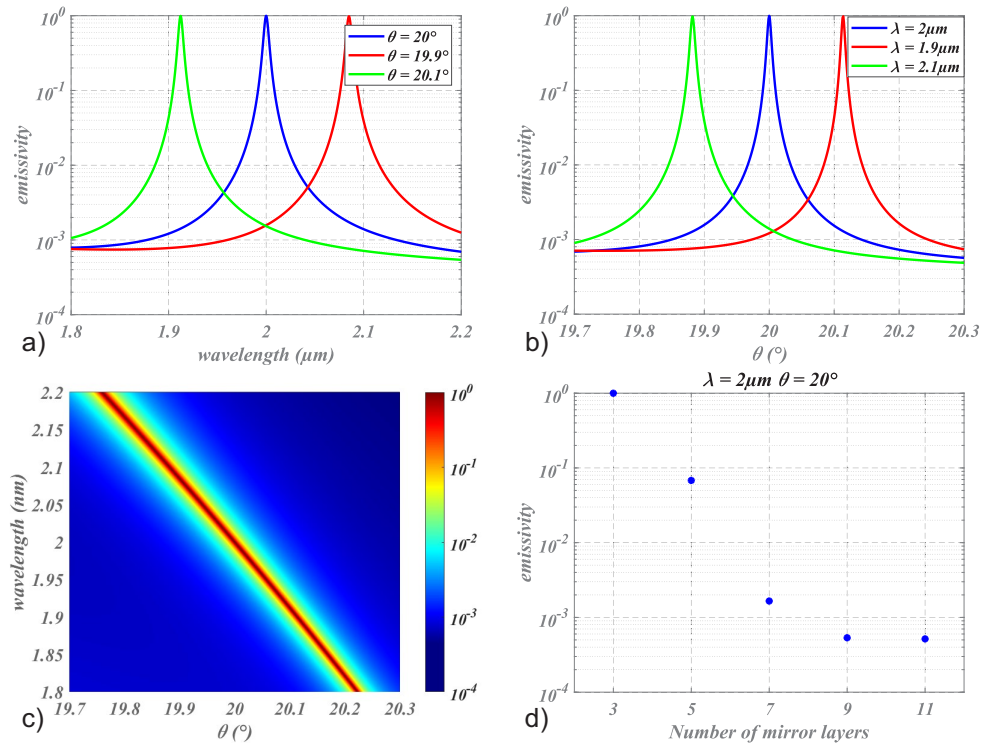 10^0
10^-1
10^-2
10^-3
10^-4
emissivity
1.8 1.9 2 2.1 2.2
wavelength (μm)
θ = 20°
θ = 19.9°
θ = 20.1°
a)
10^0
10^-1
10^-2
10^-3
10^-4
emissivity
19.7 19.8 19.9 20 20.1 20.2 20.3
θ (°)
λ = 2μm
λ = 1.9μm
λ = 2.1μm
b)
2.2
2.15
2.1
2.05
2
1.95
1.9
1.85
1.8
wavelength (nm)
19.7 19.8 19.9 20 20.1 20.2 20.3
θ (°)
10^0
10^-1
10^-2
10^-3
10^-4
c)
λ = 2μm θ = 20°
10^0
10^-1
10^-2
10^-3
10^-4
emissivity
3 5 7 9 11
Number of mirror layers
d)